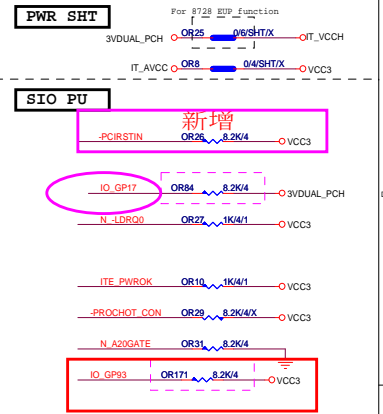 PWR SHT
For 8728 EUP function
3VDUAL_PCH OR25 0/6/SHT/X IT_VCCH
IT_AVCC OR8 0/4/SHT/X VCC3
SIO PU
新增
-PCIRSTIN OR26 8.2K/4 VCC3
IO_GP17 OR84 8.2K/4 3VDUAL_PCH
N_-LDRQ0 OR27 1K/4/1 VCC3
ITE_PWROK OR10 1K/4/1 VCC3
-PROCHOT_CON OR29 8.2K/4/X VCC3
N_A20GATE OR31 8.2K/4
IO_GP93 OR171 8.2K/4 VCC3